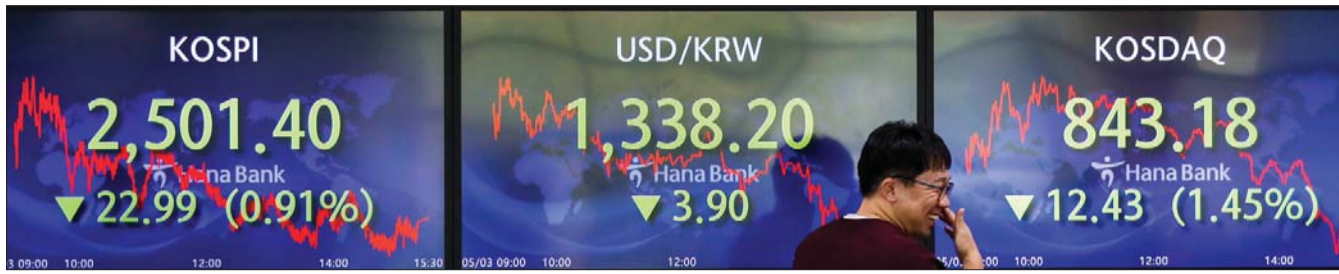 KOSPI
2,501.40
Hana Bank
▼ 22.99 (0.91%)
3 09:00 10:00 12:00 14:00 15:30
USD/KRW
1,338.20
Hana Bank
▼ 3.90
05/03 09:00 10:00 12:00
KOSDAQ
843.18
Hana Bank
▼ 12.43 (1.45%)
10:00 12:00 14:00